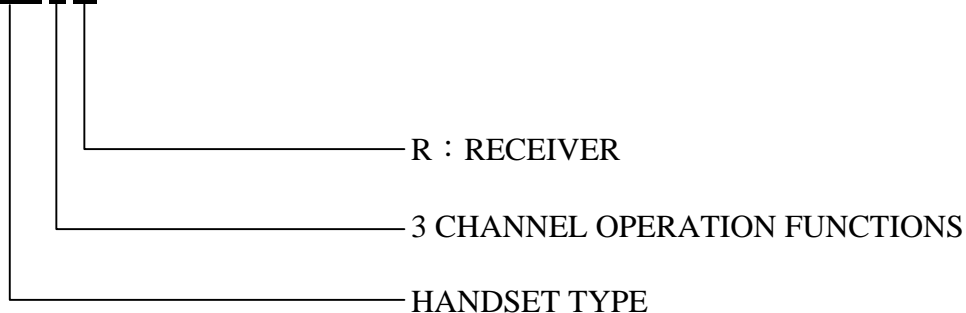 R：RECEIVER
3 CHANNEL OPERATION FUNCTIONS
HANDSET TYPE